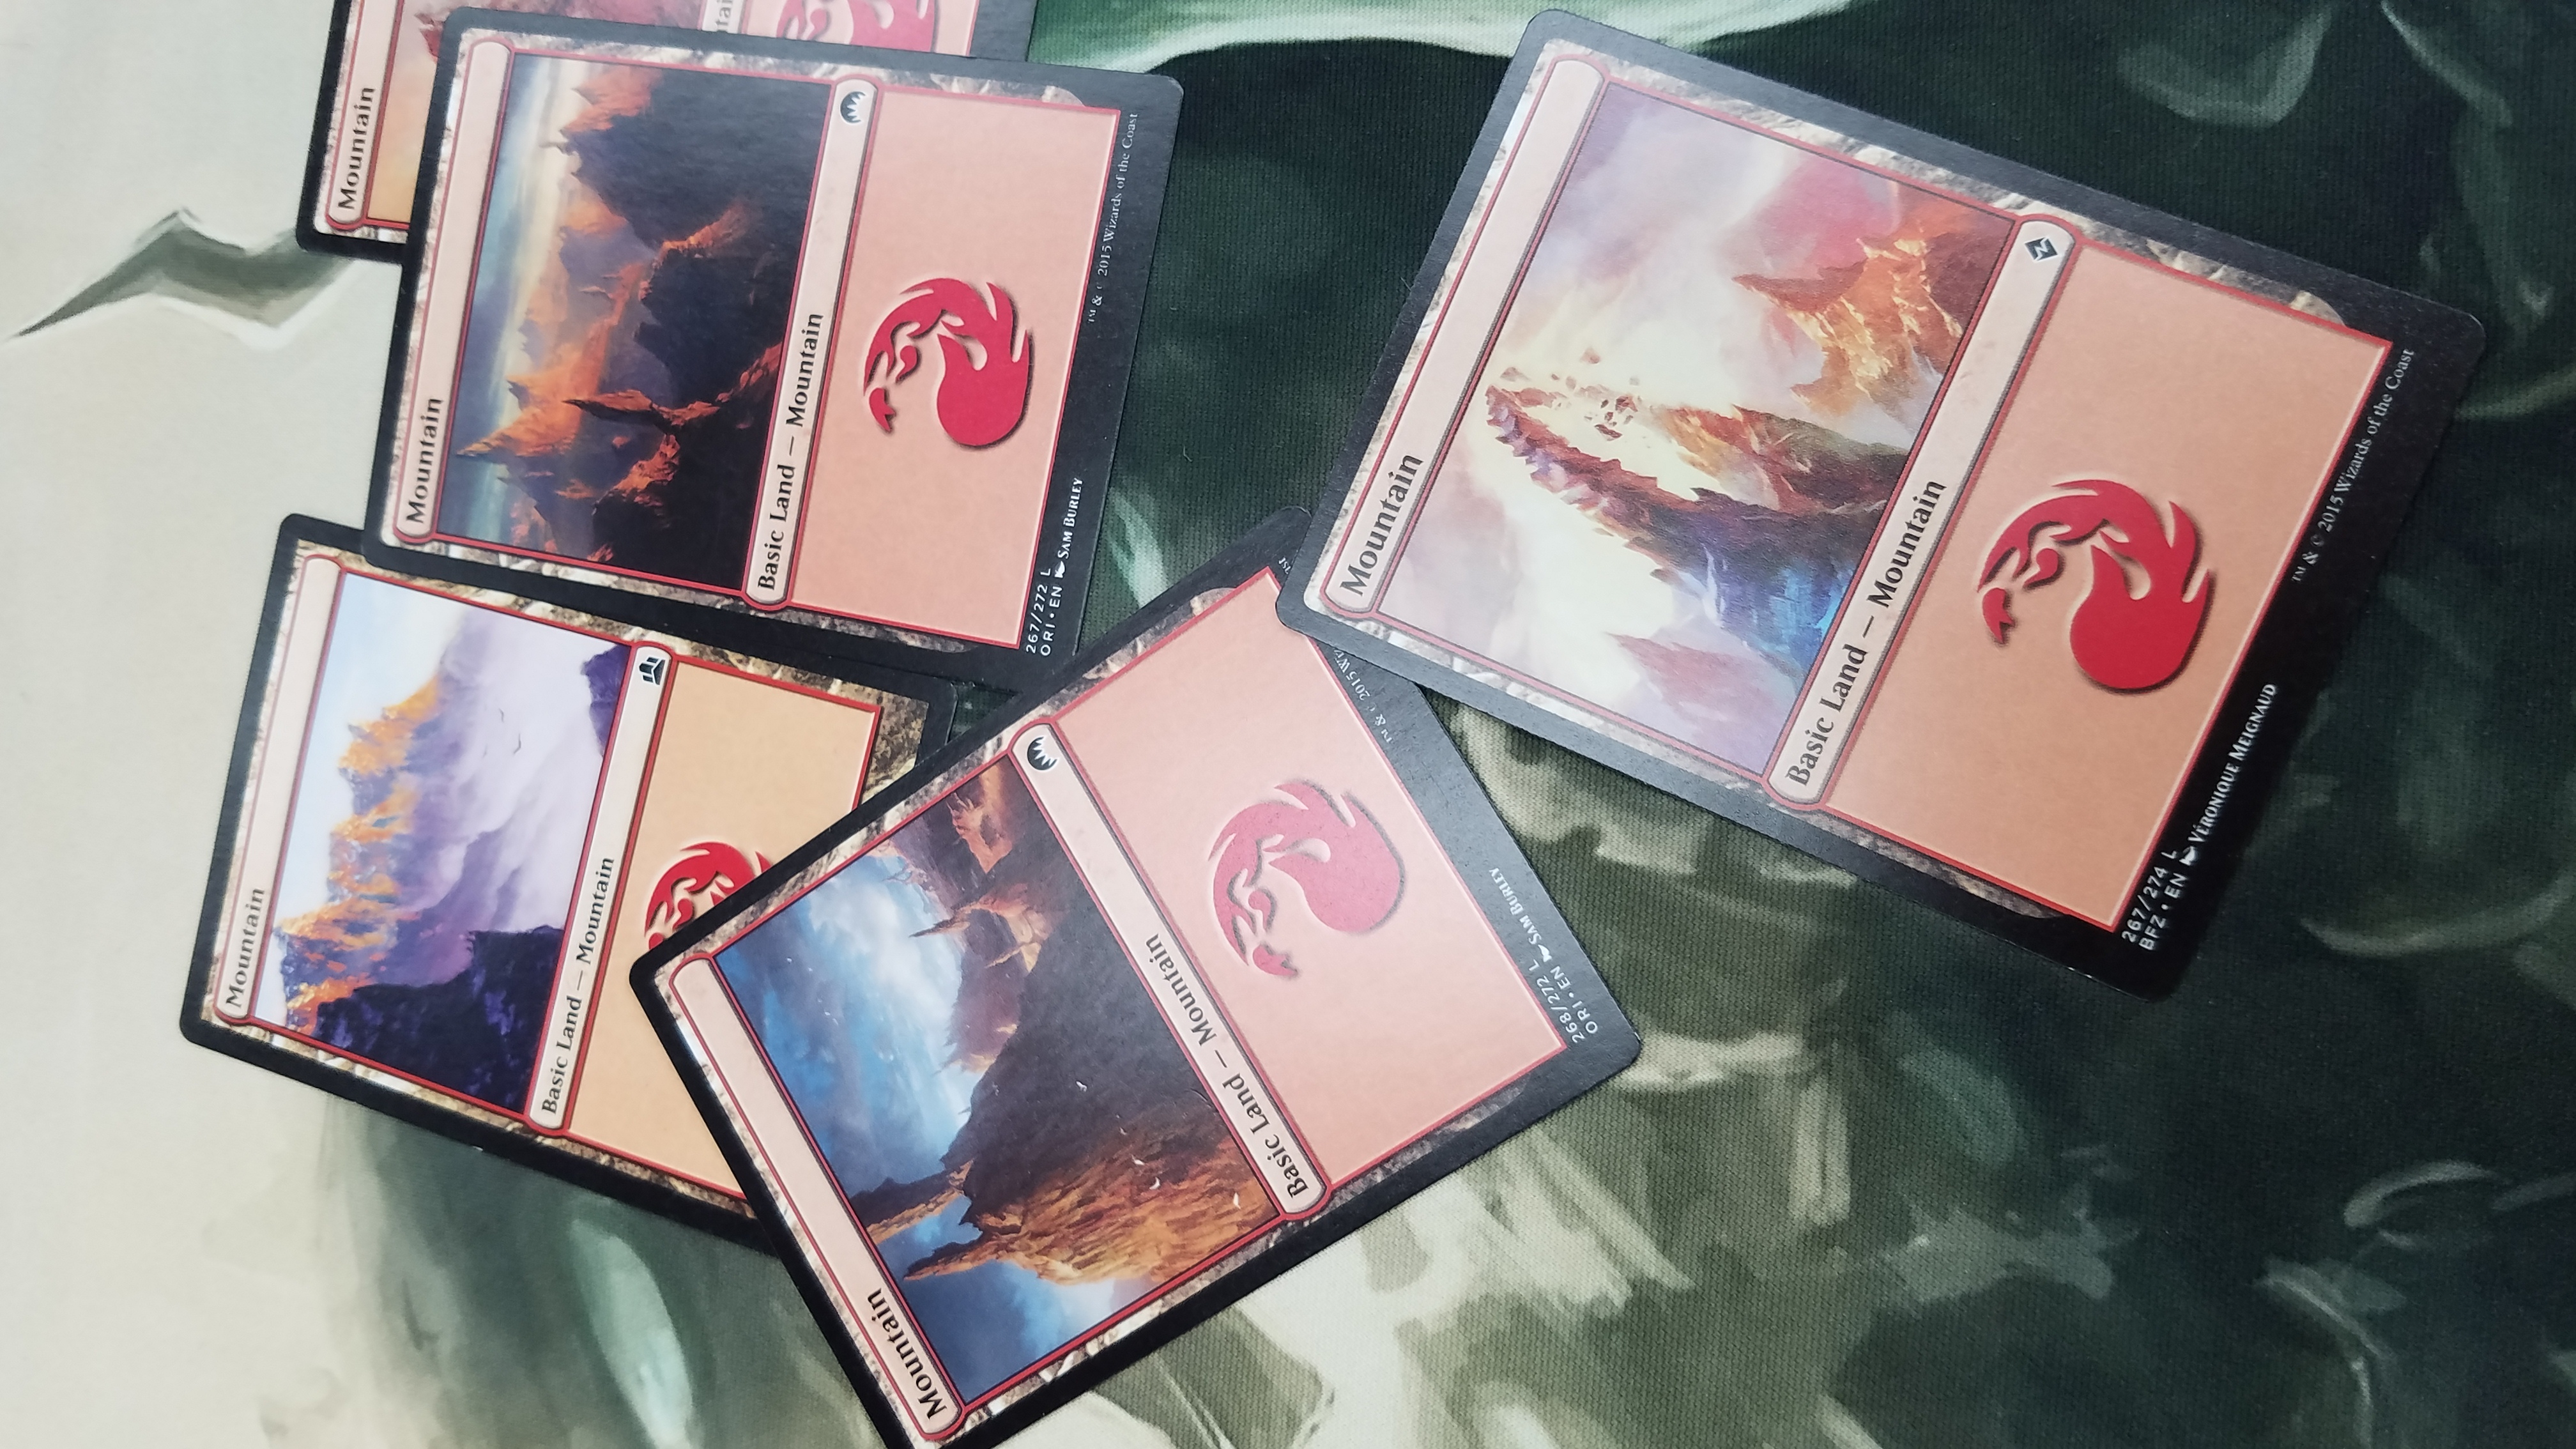 Mountain
Mountain
Basic Land — Mountain
267/272 L
ORI • EN SAM BURLEY
™ & © 2015 Wizards of the Coast
Mountain
Basic Land — Mountain
Mountain
Basic Land — Mountain
268/272 L
ORI • EN SAM BURLEY
™ & © 2015
Mountain
Basic Land — Mountain
267/274 L
BFZ • EN VÉRONIQUE MEIGNAUD
™ & © 2015 Wizards of the Coast